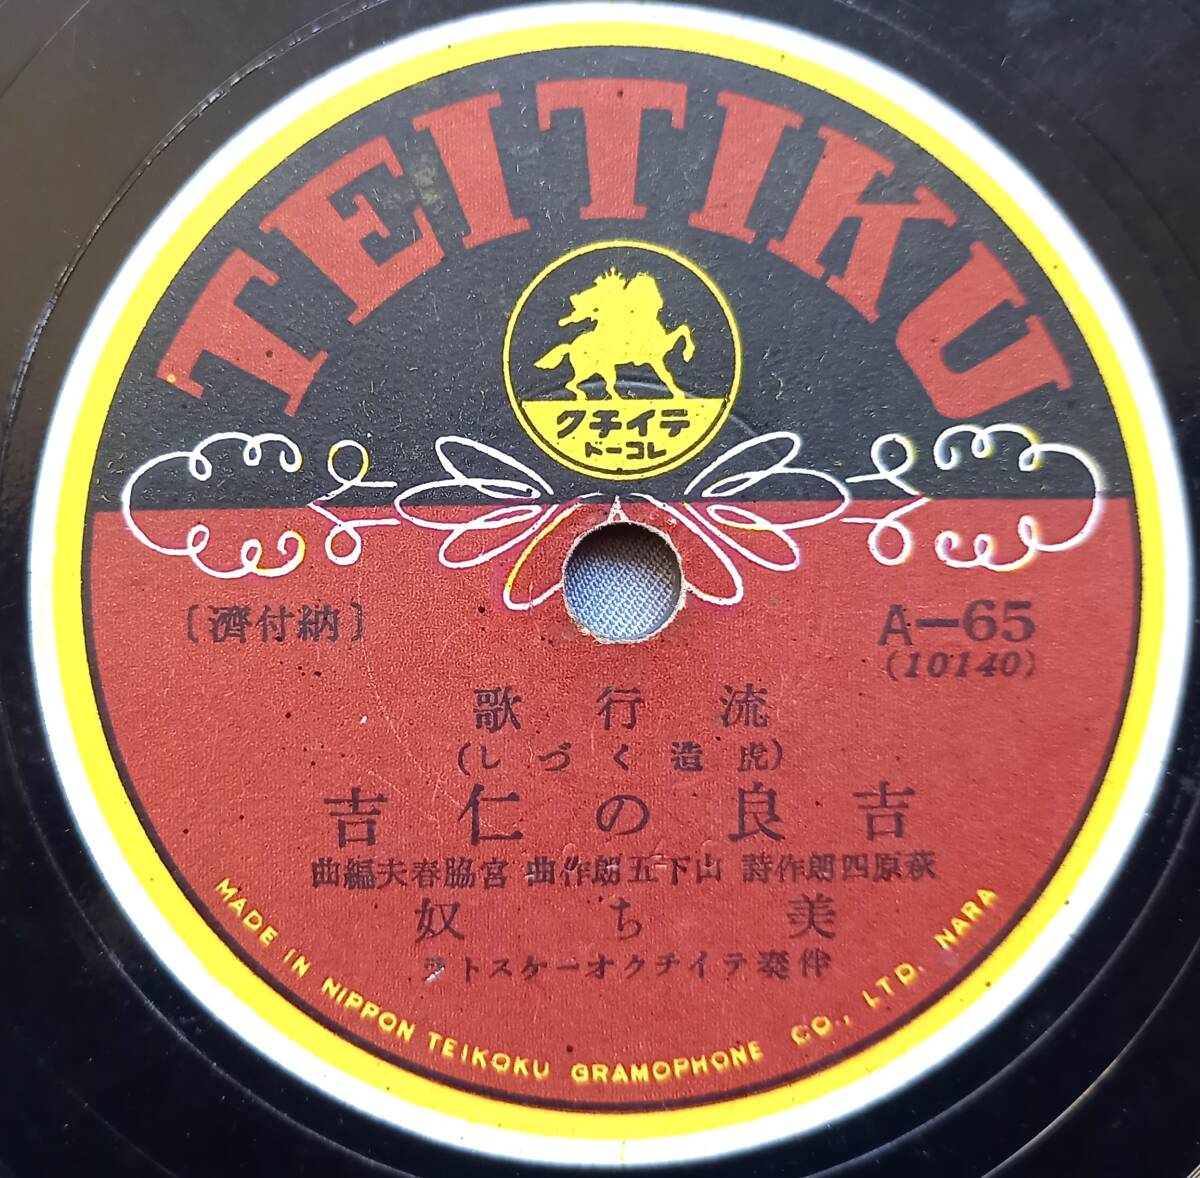 TEITIKU
テイチク
レコード
〔納付濟〕
A-65
(10140)
流行歌
(虎造くづし)
吉良の仁吉
萩原四朗作詩 山下五朗作曲 宮脇春夫編曲
美ち奴
伴奏テイチクオーケストラ
MADE IN NIPPON TEIKOKU GRAMOPHONE CO., LTD. NARA